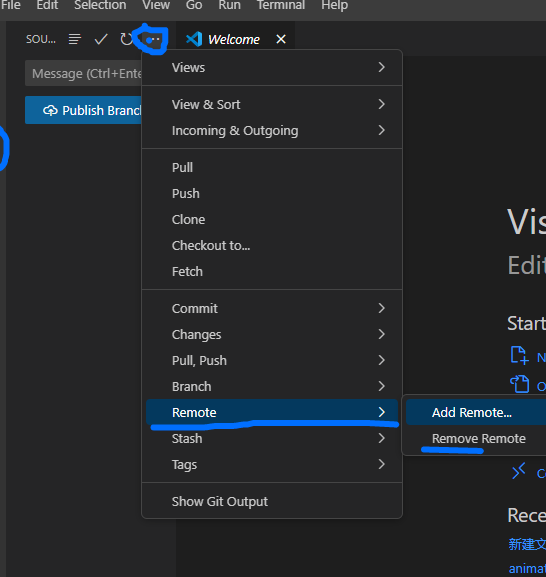 File Edit Selection View Go Run Terminal Help
SOU...
Welcome
Message (Ctrl+Ente
Publish Branch
Views
View & Sort
Incoming & Outgoing
Pull
Push
Clone
Checkout to...
Fetch
Commit
Changes
Pull, Push
Branch
Remote
Stash
Tags
Show Git Output
Add Remote...
Remove Remote
Vis
Edit
Start
N
O
C
Rece
新建文
animat